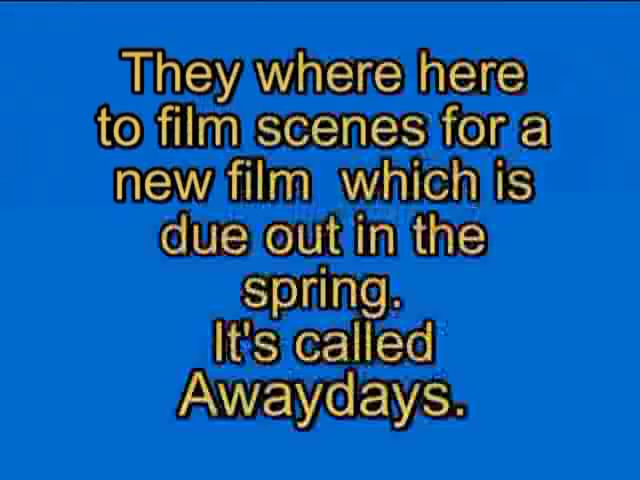 They where here
to film scenes for a
new film which is
due out in the
spring.
It's called
Awaydays.